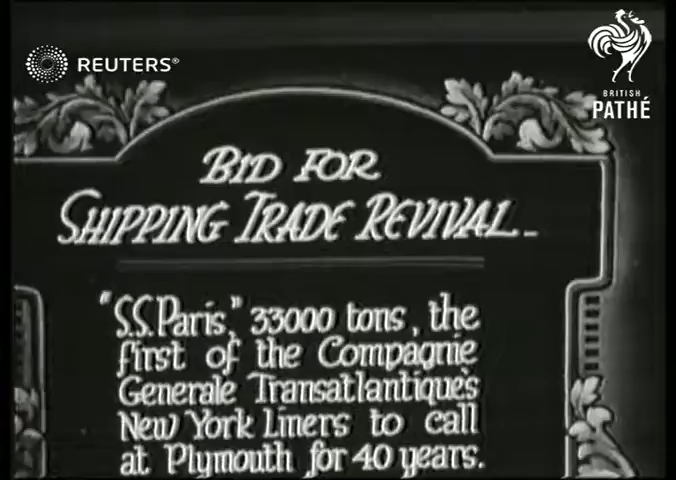 REUTERS®
BRITISH
PATHÉ
BID FOR
SHIPPING TRADE REVIVAL_
"S.S. Paris," 33000 tons, the
first of the Compagnie
Generale Transatlantique's
New York Liners to call
at Plymouth for 40 years.